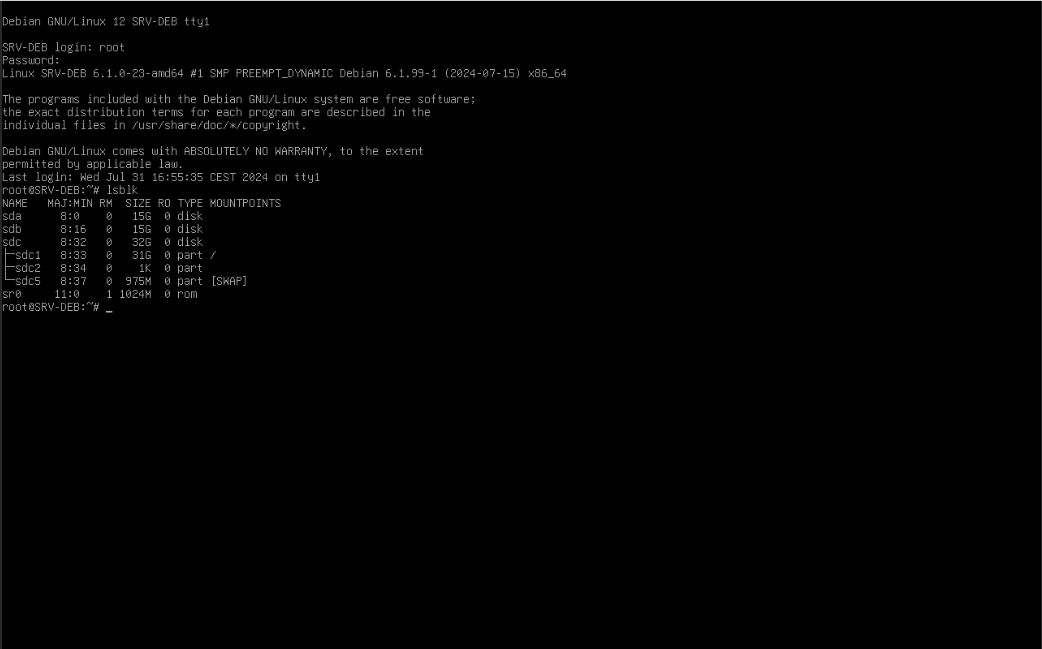 Debian GNU/Linux 12 SRV-DEB tty1
SRV-DEB login: root
Password:
Linux SRV-DEB 6.1.0-23-amd64 #1 SMP PREEMPT_DYNAMIC Debian 6.1.99-1 (2024-07-15) x86_64
The programs included with the Debian GNU/Linux system are free software;
the exact distribution terms for each program are described in the
individual files in /usr/share/doc/*/copyright.
Debian GNU/Linux comes with ABSOLUTELY NO WARRANTY, to the extent
permitted by applicable law.
Last login: Wed Jul 31 16:55:35 CEST 2024 on tty1
root@SRV-DEB:~# lsblk
NAME   MAJ:MIN RM  SIZE RO TYPE MOUNTPOINTS
sda      8:0    0   15G  0 disk
sdb      8:16   0   15G  0 disk
sdc      8:32   0   32G  0 disk
├─sdc1   8:33   0   31G  0 part /
├─sdc2   8:34   0    1K  0 part
└─sdc5   8:37   0  975M  0 part [SWAP]
sr0     11:0    1 1024M  0 rom
root@SRV-DEB:~# _